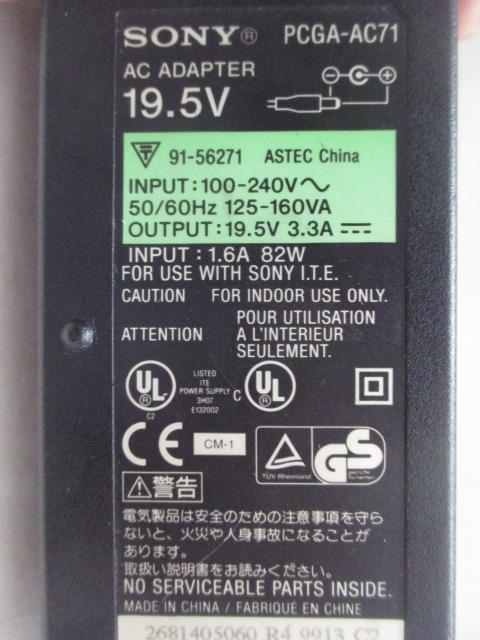 SONY® PCGA-AC71
AC ADAPTER
19.5V
91-56271 ASTEC China
INPUT:100-240V～
50/60Hz 125-160VA
OUTPUT:19.5V 3.3A
INPUT : 1.6A 82W
FOR USE WITH SONY I.T.E.
CAUTION FOR INDOOR USE ONLY.
ATTENTION POUR UTILISATION
A L'INTERIEUR
SEULEMENT.
UL®
C2
LISTED
ITE
POWER SUPPLY
3H07
E132002
C UL®
CE
CM-1
TÜV Rheinland
GS
警告
電気製品は安全のための注意事項を守ら
ないと、火災や人身事故になることが
あります。
取扱い説明書をお読みください。
NO SERVICEABLE PARTS INSIDE.
MADE IN CHINA / FABRIQUÉ EN CHINE
2681405060 R4 9913 C2